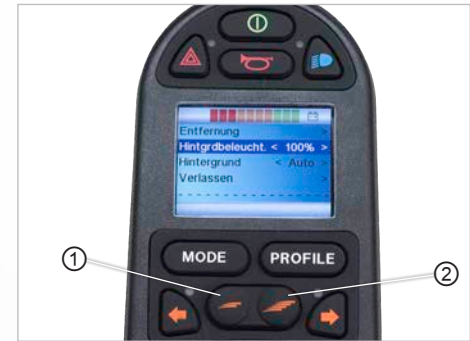 Entfernung >
Hintgrdbeleucht. < 100% >
Hintergrund < Auto >
Verlassen >
MODE PROFILE
1 2